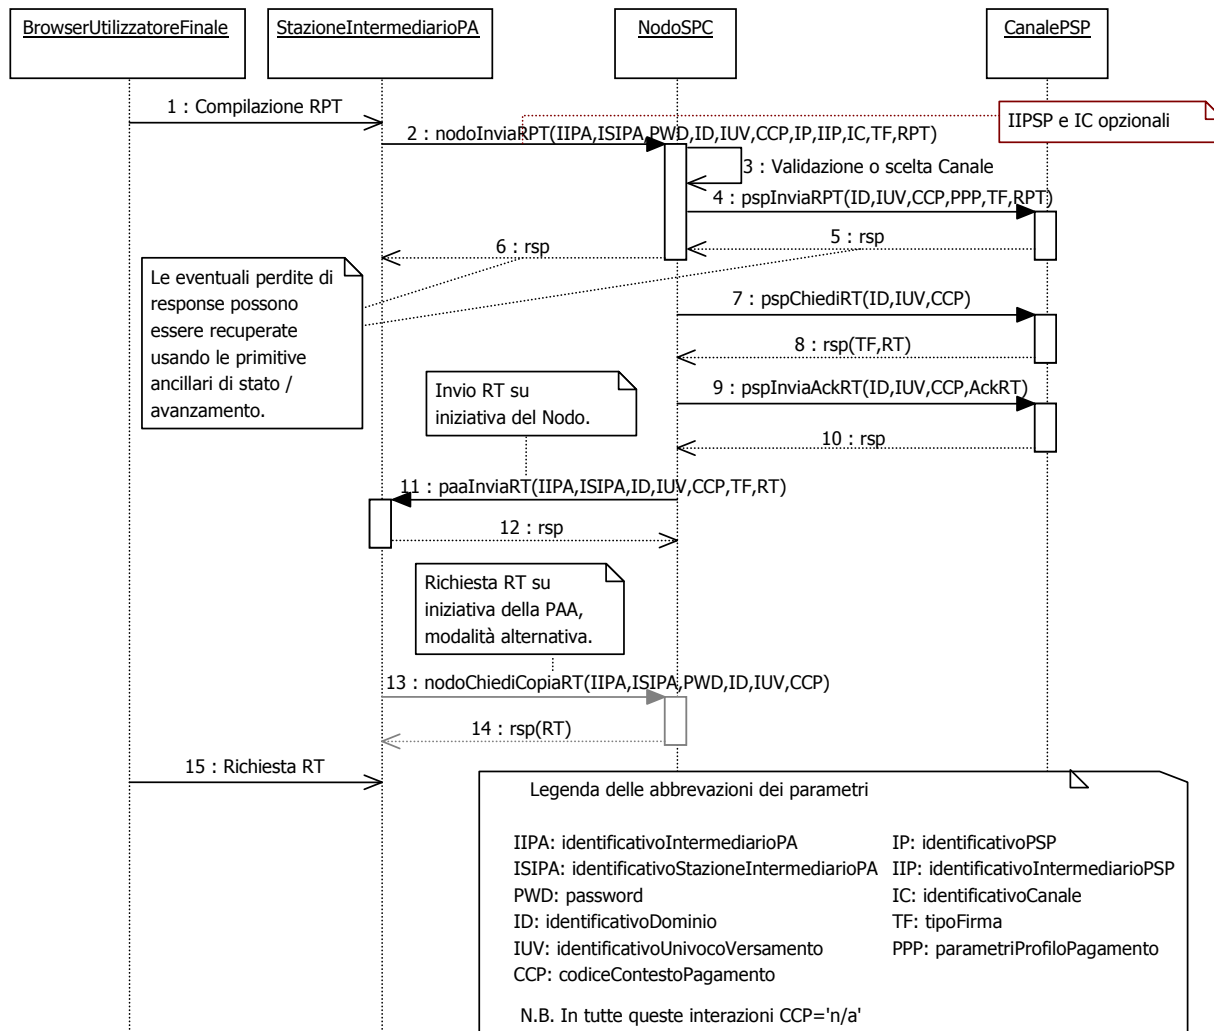 BrowserUtilizzatoreFinale
StazioneIntermediarioPA
NodoSPC
CanalePSP
1 : Compilazione RPT
IIPSP e IC opzionali
2 : nodoInviaRPT(IIPA,ISIPA,PWD,ID,IUV,CCP,IP,IIP,IC,TF,RPT)
3 : Validazione o scelta Canale
4 : pspInviaRPT(ID,IUV,CCP,PPP,TF,RPT)
5 : rsp
6 : rsp
Le eventuali perdite di
response possono
essere recuperate
usando le primitive
ancillari di stato /
avanzamento.
7 : pspChiediRT(ID,IUV,CCP)
8 : rsp(TF,RT)
9 : pspInviaAckRT(ID,IUV,CCP,AckRT)
Invio RT su
iniziativa del Nodo.
10 : rsp
11 : paaInviaRT(IIPA,ISIPA,ID,IUV,CCP,TF,RT)
12 : rsp
Richiesta RT su
iniziativa della PAA,
modalità alternativa.
13 : nodoChiediCopiaRT(IIPA,ISIPA,PWD,ID,IUV,CCP)
14 : rsp(RT)
15 : Richiesta RT
Legenda delle abbrevazioni dei parametri
IIPA: identificativoIntermediarioPA
ISIPA: identificativoStazioneIntermediarioPA
PWD: password
ID: identificativoDominio
IUV: identificativoUnivocoVersamento
CCP: codiceContestoPagamento
IP: identificativoPSP
IIP: identificativoIntermediarioPSP
IC: identificativoCanale
TF: tipoFirma
PPP: parametriProfiloPagamento
N.B. In tutte queste interazioni CCP='n/a'